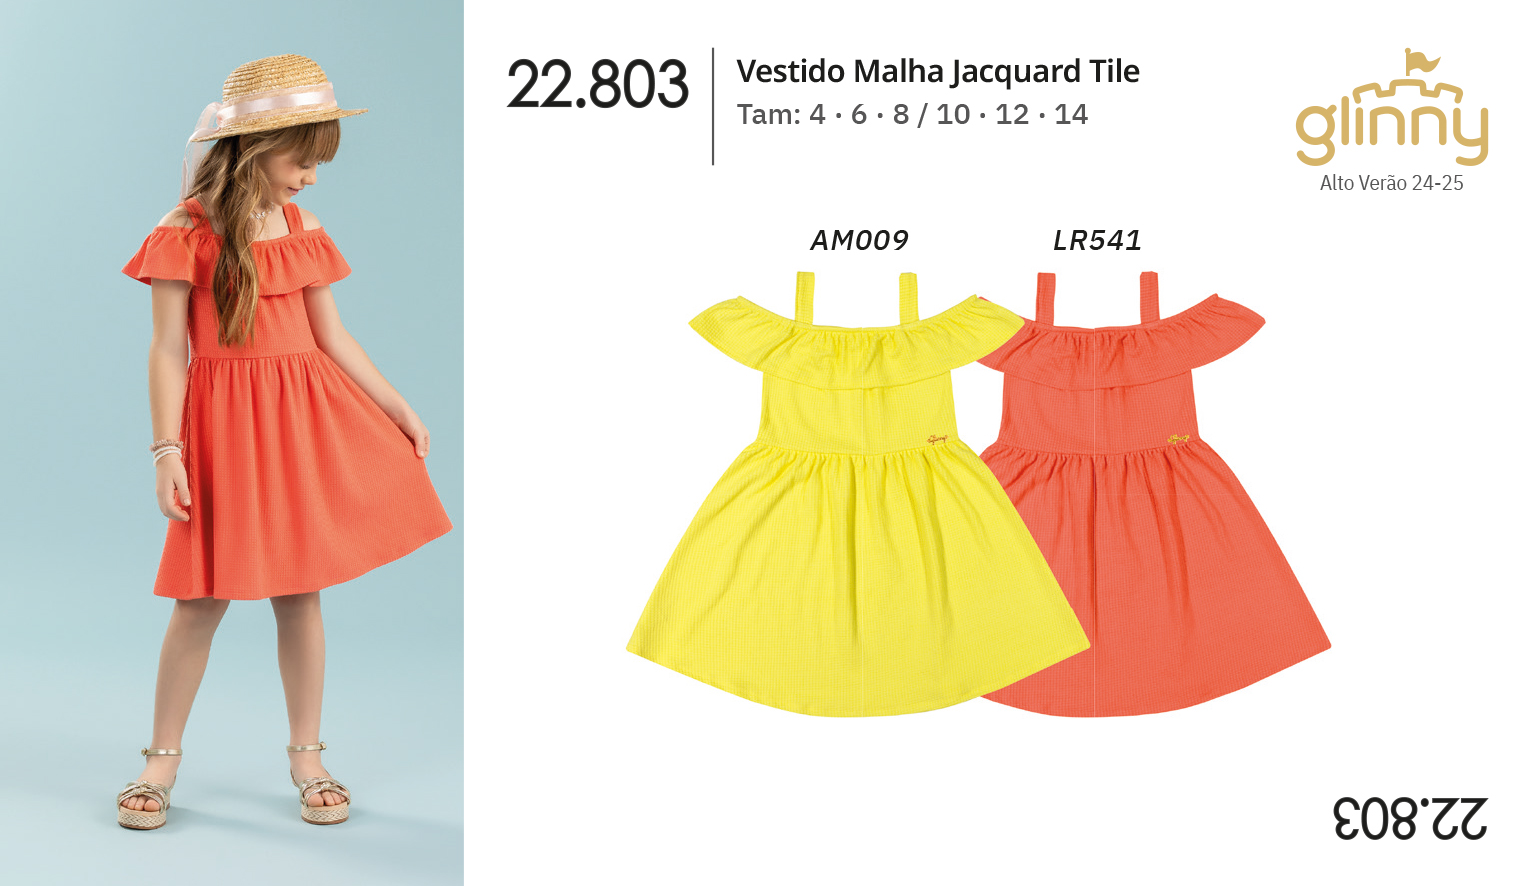 22.803
Vestido Malha Jacquard Tile
Tam: 4 · 6 · 8 / 10 · 12 · 14
glinny
Alto Verão 24-25
AM009
LR541
22.803